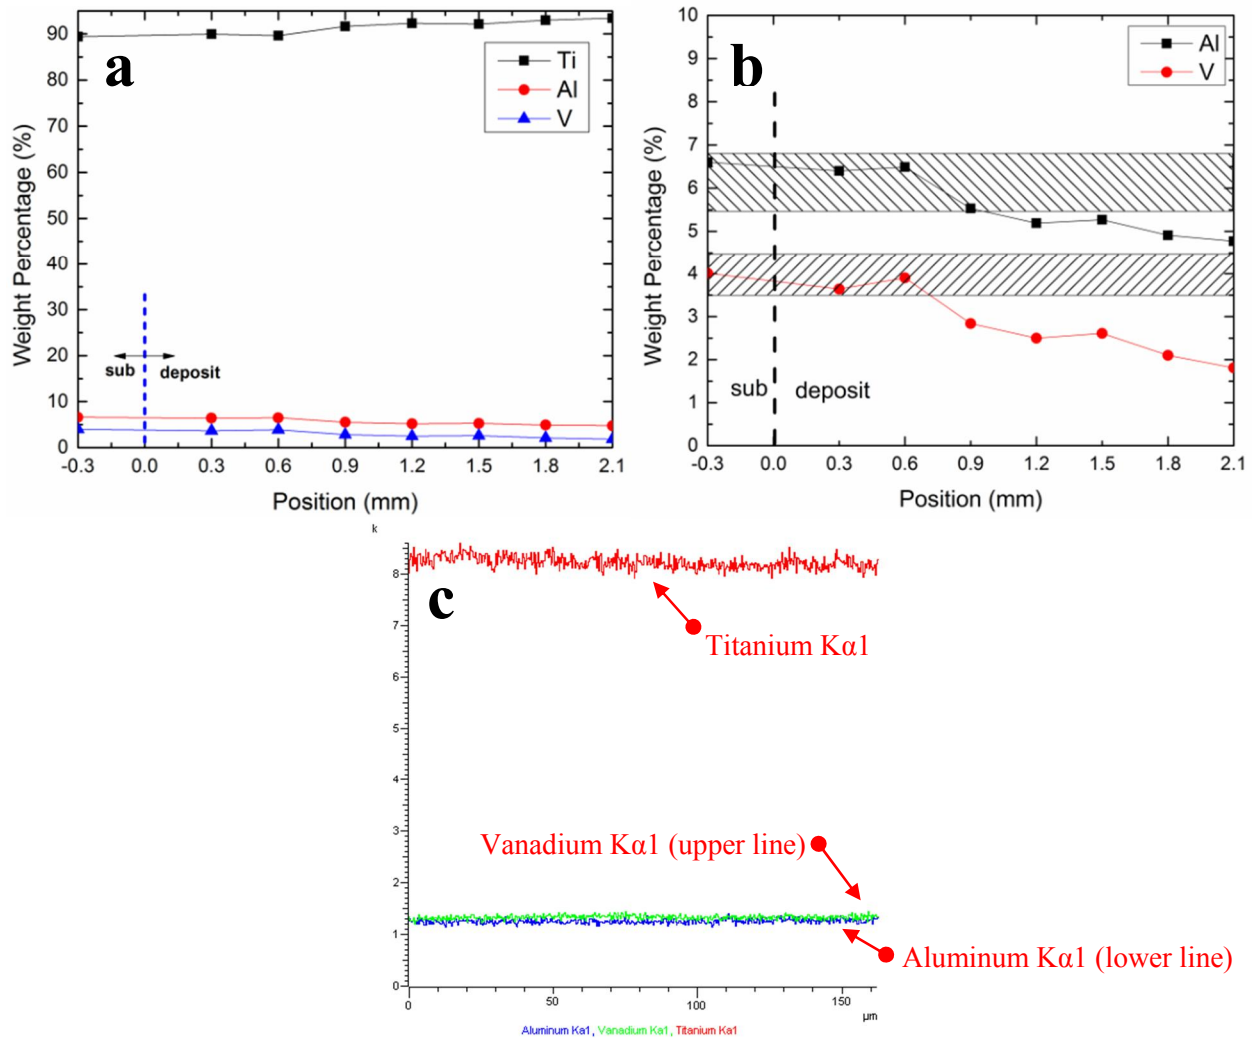 a
Weight Percentage (%)
90
80
70
60
50
40
30
20
10
0
Ti
Al
V
sub
deposit
-0.3 0.0 0.3 0.6 0.9 1.2 1.5 1.8 2.1
Position (mm)
b
Weight Percentage (%)
10
9
8
7
6
5
4
3
2
1
0
Al
V
sub
deposit
-0.3 0.0 0.3 0.6 0.9 1.2 1.5 1.8 2.1
Position (mm)
k
c
8
7
6
5
4
3
2
1
0
Titanium Kα1
Vanadium Kα1 (upper line)
Aluminum Kα1 (lower line)
0 50 100 150
µm
Aluminum Ka1, Vanadium Ka1, Titanium Ka1